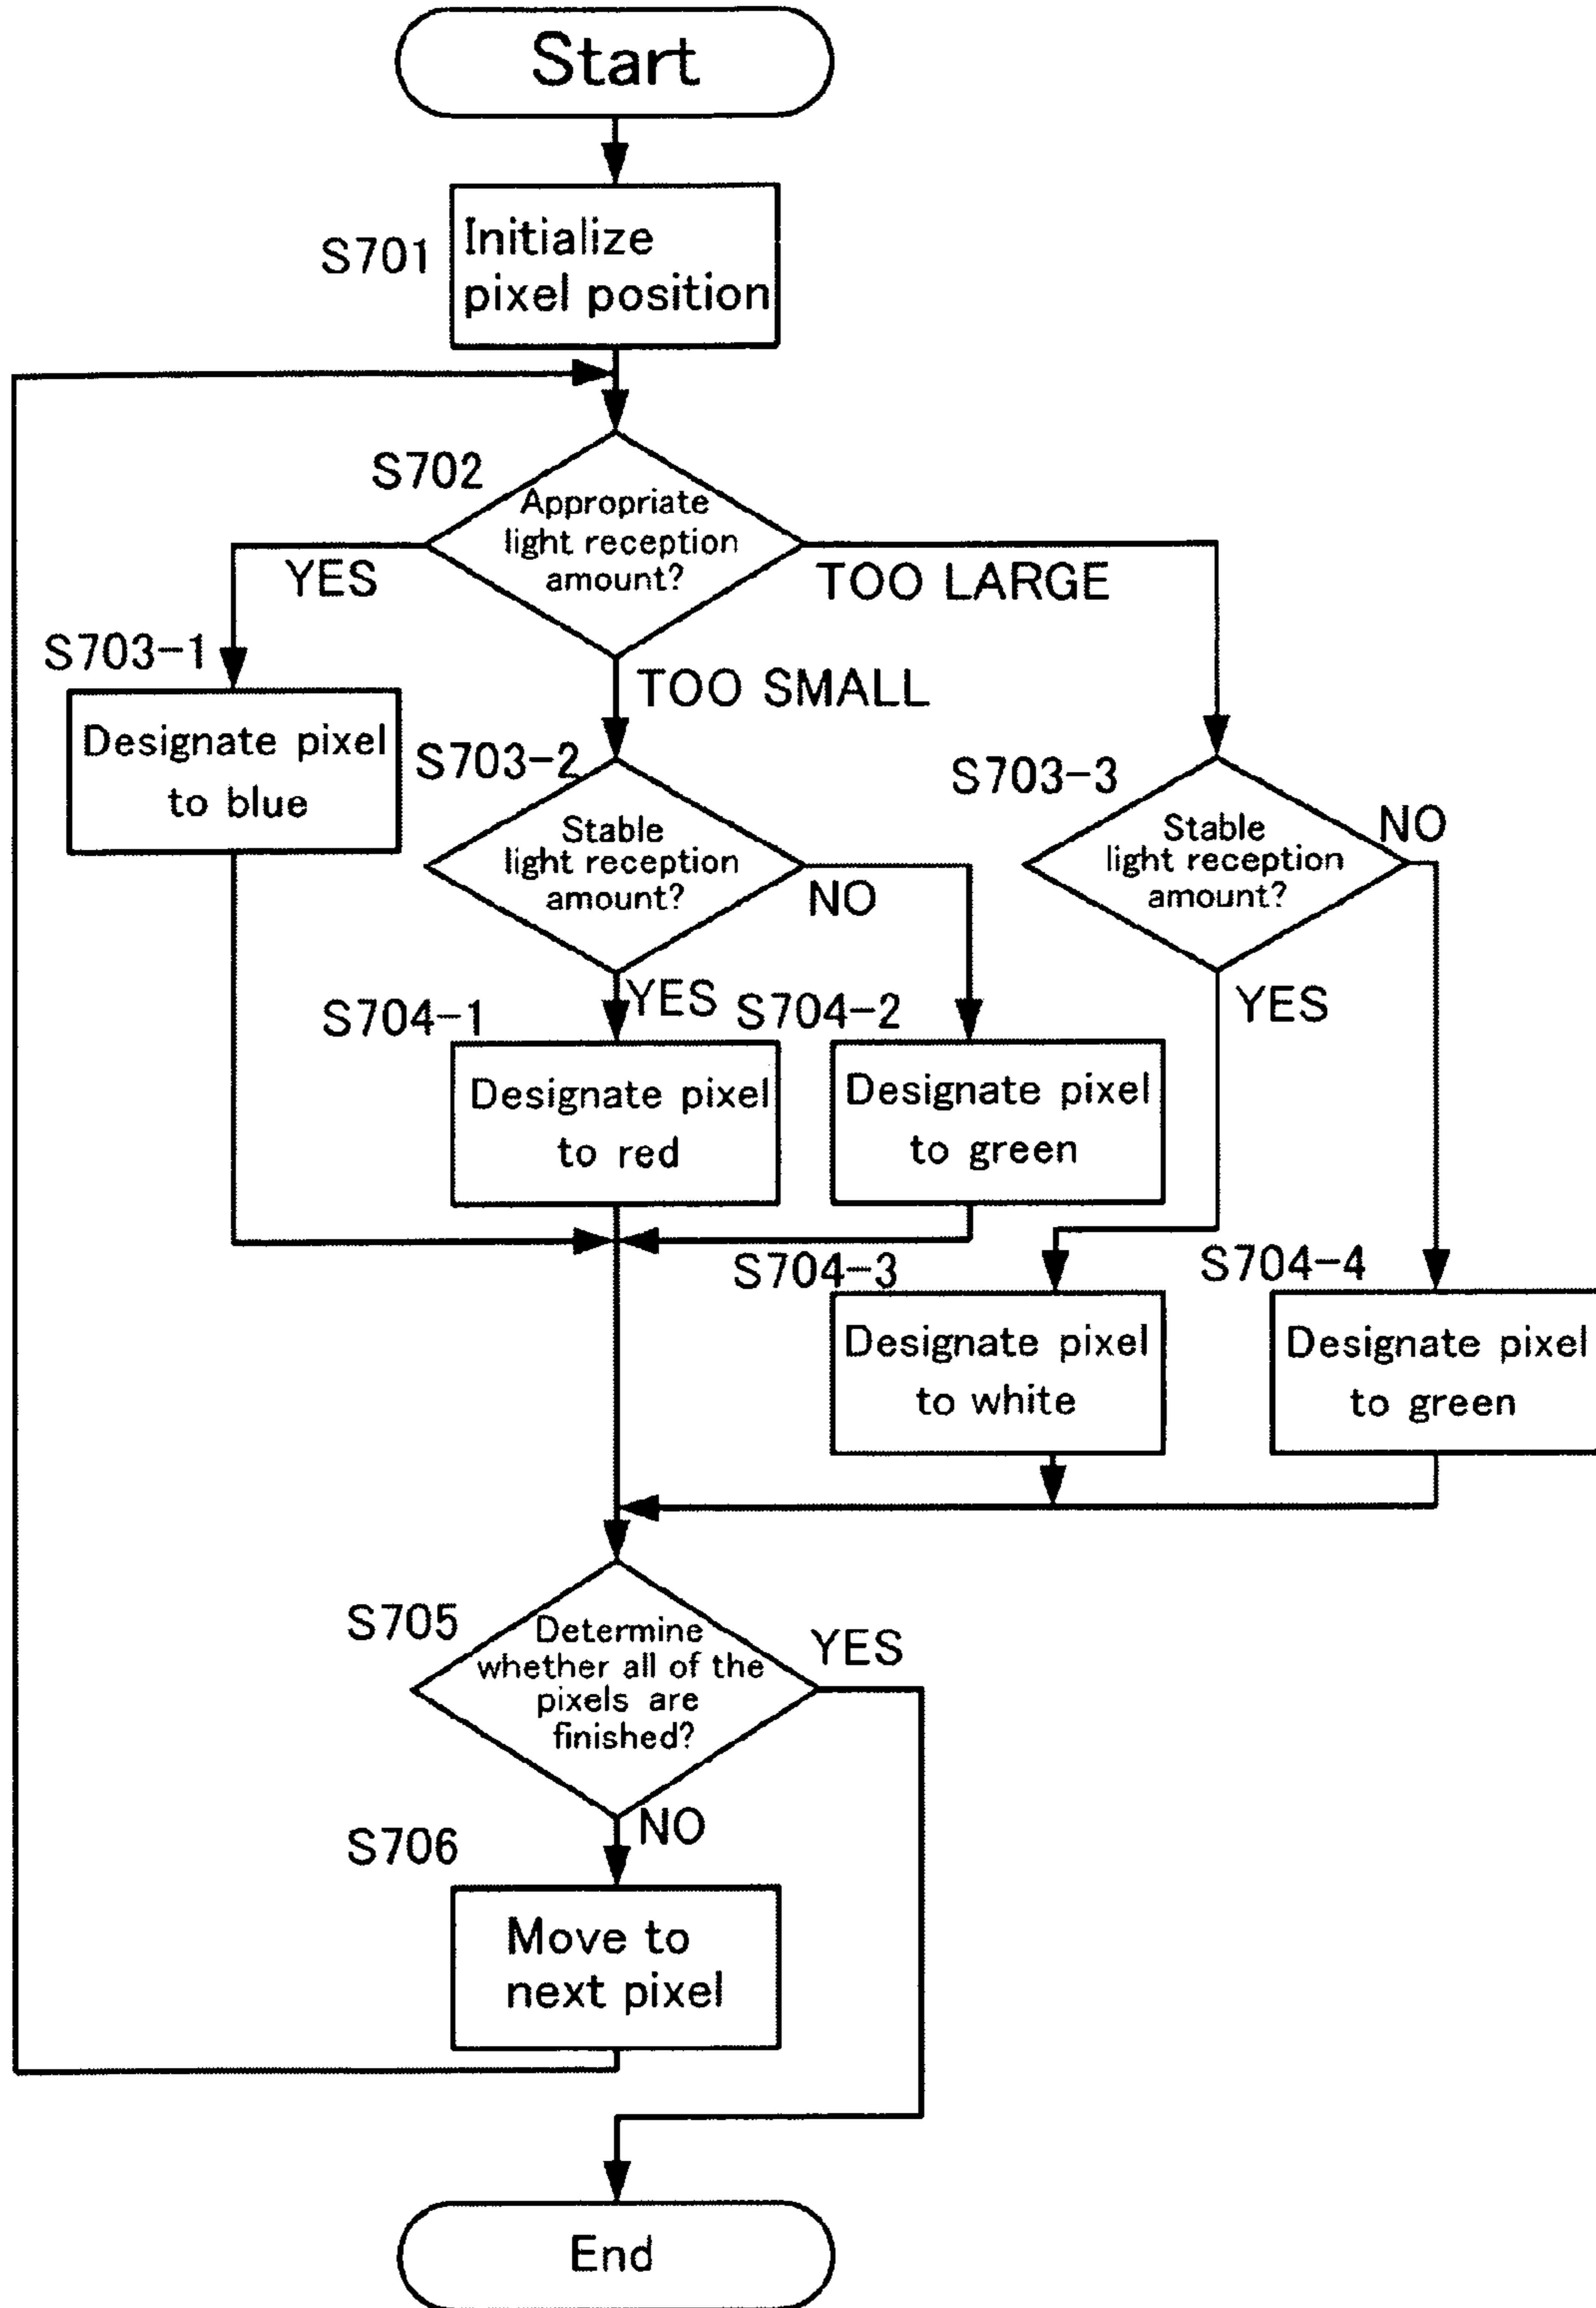 Start
S701
Initialize
pixel position
S702
Appropriate
light reception
amount?
YES
TOO LARGE
TOO SMALL
S703-1
Designate pixel
to blue
S703-2
Stable
light reception
amount?
NO
YES
S703-3
Stable
light reception
amount?
NO
YES
S704-1
Designate pixel
to red
S704-2
Designate pixel
to green
S704-3
Designate pixel
to white
S704-4
Designate pixel
to green
S705
Determine
whether all of the
pixels are
finished?
YES
NO
S706
Move to
next pixel
End